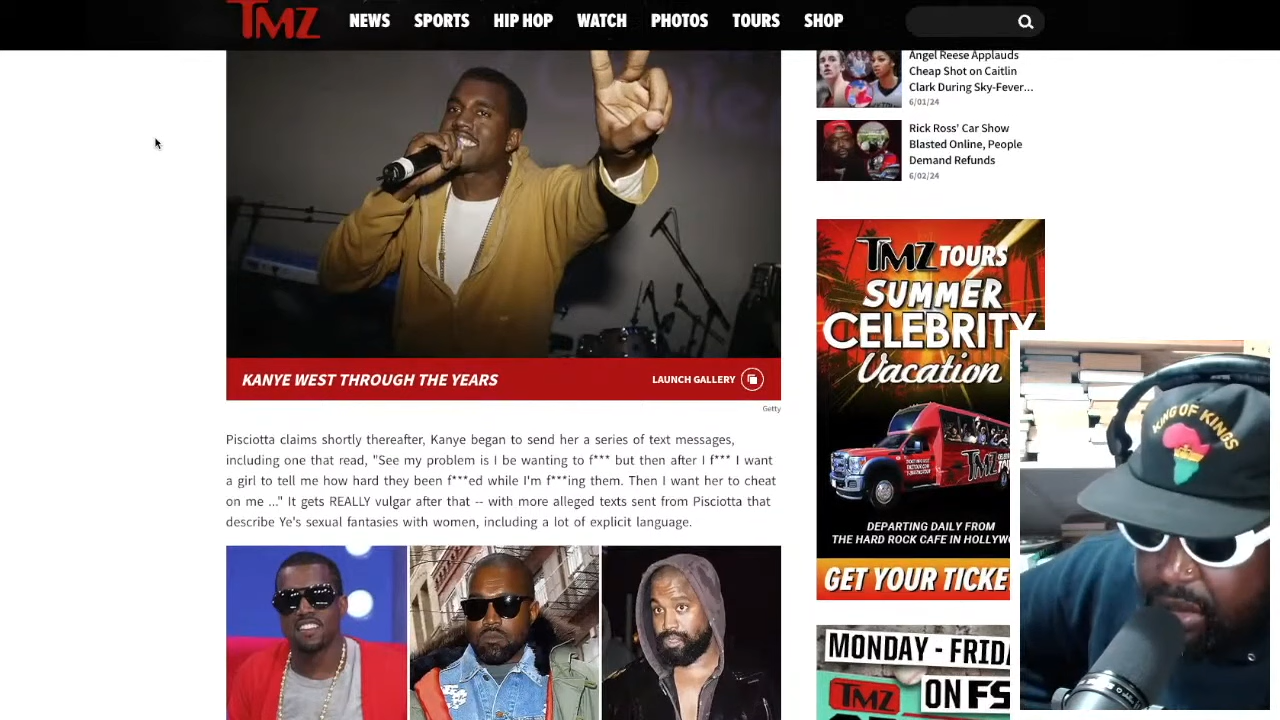 TMZ
NEWS SPORTS HIP HOP WATCH PHOTOS TOURS SHOP
Angel Reese Applauds
Cheap Shot on Caitlin
Clark During Sky-Fever...
6/01/24
Rick Ross' Car Show
Blasted Online, People
Demand Refunds
6/02/24
KANYE WEST THROUGH THE YEARS
LAUNCH GALLERY
Getty
Pisciotta claims shortly thereafter, Kanye began to send her a series of text messages,
including one that read, "See my problem is I be wanting to f*** but then after I f*** I want
a girl to tell me how hard they been f***ed while I'm f***ing them. Then I want her to cheat
on me ..." It gets REALLY vulgar after that -- with more alleged texts sent from Pisciotta that
describe Ye's sexual fantasies with women, including a lot of explicit language.
TMZ TOURS
SUMMER
CELEBRITY
Vacation
TMZ
DEPARTING DAILY FROM
THE HARD ROCK CAFE IN HOLLYW
GET YOUR TICKE
MONDAY - FRIDA
TMZ ON FS
KING OF KINGS